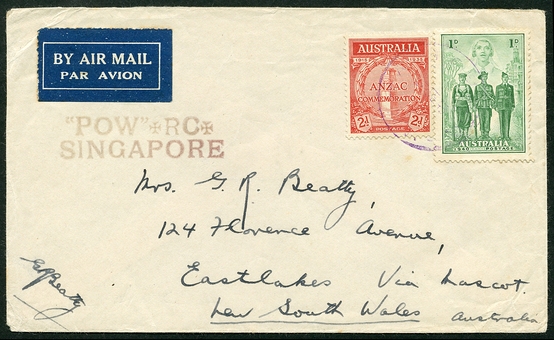 BY AIR MAIL
PAR AVION
AUSTRALIA
1915 1935
ANZAC
COMMEMORATION
2D 2D
POSTAGE
1D 1D
AUSTRALIA
1940 POSTAGE
"POW" ✠RC✠
SINGAPORE
Mrs. G. R. Beatty,
124 Florence Avenue,
Eastlakes Via Mascot.
New South Wales Australia
GRBeatty